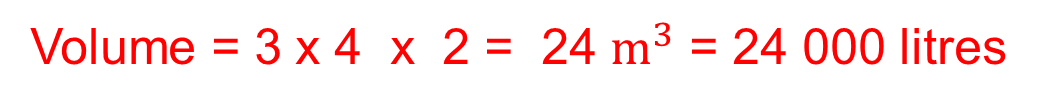 Volume = 3 x 4 x 2 = 24 m³ = 24 000 litres